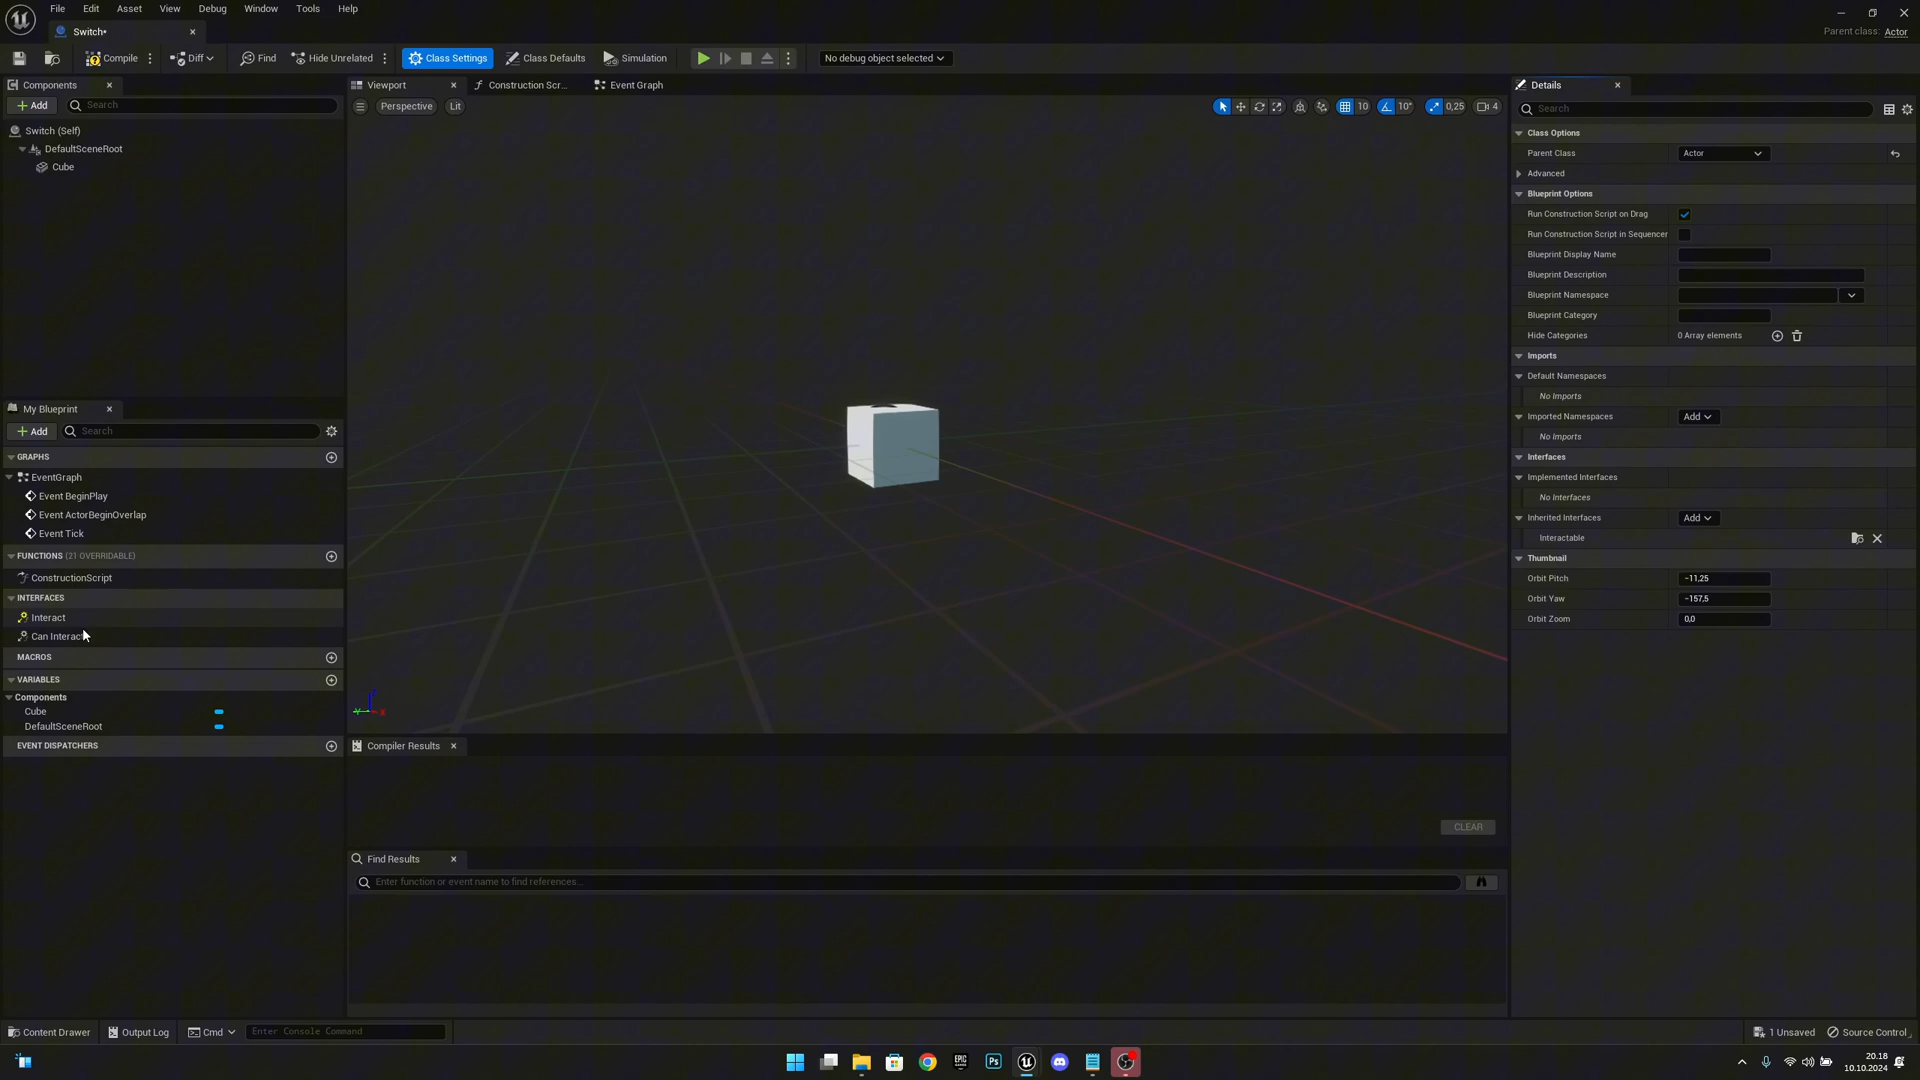 File Edit Asset View Debug Window Tools Help
Switch*
Parent class: Actor
Compile Diff Find Hide Unrelated Class Settings Class Defaults Simulation No debug object selected
Components
Add Search
Switch (Self)
DefaultSceneRoot
Cube
My Blueprint
Add Search
GRAPHS
EventGraph
Event BeginPlay
Event ActorBeginOverlap
Event Tick
FUNCTIONS (21 OVERRIDABLE)
ConstructionScript
INTERFACES
Interact
Can Interact
MACROS
VARIABLES
Components
Cube
DefaultSceneRoot
EVENT DISPATCHERS
Viewport Construction Scr... Event Graph
Perspective Lit
10 10° 0,25 4
Compiler Results
CLEAR
Find Results
Enter function or event name to find references...
Details
Search
Class Options
Parent Class Actor
Advanced
Blueprint Options
Run Construction Script on Drag
Run Construction Script in Sequencer
Blueprint Display Name
Blueprint Description
Blueprint Namespace
Blueprint Category
Hide Categories 0 Array elements
Imports
Default Namespaces
No Imports
Imported Namespaces Add
No Imports
Interfaces
Implemented Interfaces
No Interfaces
Inherited Interfaces Add
Interactable
Thumbnail
Orbit Pitch -11,25
Orbit Yaw -157,5
Orbit Zoom 0,0
Content Drawer Output Log Cmd Enter Console Command 1 Unsaved Source Control
20.18
10.10.2024